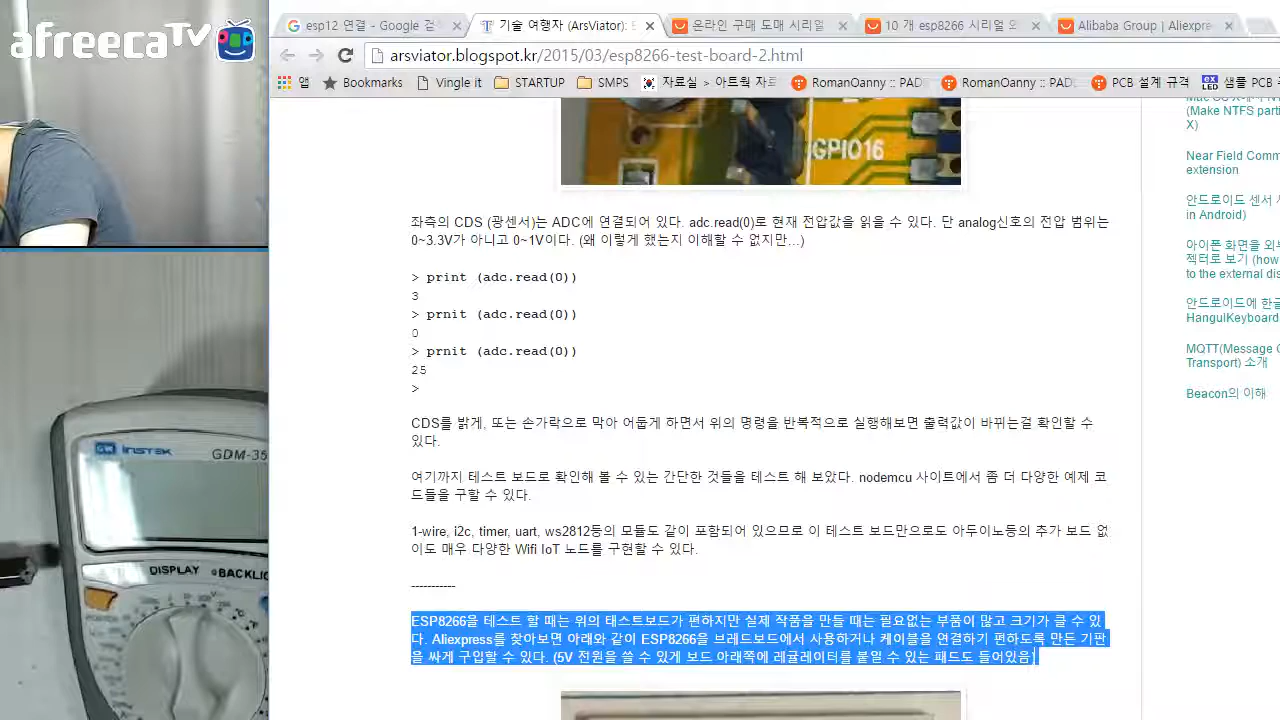 afreecaTV
esp12 연결 - Google 검
기술 여행자 (ArsViator):
온라인 구매 도매 시리얼
10 개 esp8266 시리얼 와
Alibaba Group | Aliexpre
arsviator.blogspot.kr/2015/03/esp8266-test-board-2.html
앱
Bookmarks
Vingle it
STARTUP
SMPS
자료실 > 아트웍 자료
RomanOanny :: PAD
RomanOanny :: PAD
PCB 설계 규격
샘플 PCB
GPIO16
(Make NTFS parti
X)
Near Field Comm
extension
안드로이드 센서
in Android)
아이폰 화면을 외부
젝터로 보기 (how
to the external dis
안드로이드에 한글
HangulKeyboard
MQTT(Message
Transport) 소개
Beacon의 이해
좌측의 CDS (광센서)는 ADC에 연결되어 있다. adc.read(0)로 현재 전압값을 읽을 수 있다. 단 analog신호의 전압 범위는
0~3.3V가 아니고 0~1V이다. (왜 이렇게 했는지 이해할 수 없지만...)
> print (adc.read(0))
3
> prnit (adc.read(0))
0
> prnit (adc.read(0))
25
>
CDS를 밝게, 또는 손가락으로 막아 어둡게 하면서 위의 명령을 반복적으로 실행해보면 출력값이 바뀌는걸 확인할 수
있다.
여기까지 테스트 보드로 확인해 볼 수 있는 간단한 것들을 테스트 해 보았다. nodemcu 사이트에서 좀 더 다양한 예제 코
드들을 구할 수 있다.
1-wire, i2c, timer, uart, ws2812등의 모듈도 같이 포함되어 있으므로 이 테스트 보드만으로도 아두이노등의 추가 보드 없
이도 매우 다양한 Wifi IoT 노드를 구현할 수 있다.
-----------
ESP8266을 테스트 할 때는 위의 테스트보드가 편하지만 실제 작품을 만들 때는 필요없는 부품이 많고 크기가 클 수 있
다. Aliexpress를 찾아보면 아래와 같이 ESP8266을 브레드보드에서 사용하거나 케이블을 연결하기 편하도록 만든 기판
을 싸게 구입할 수 있다. (5V 전원을 쓸 수 있게 보드 아래쪽에 레귤레이터를 붙일 수 있는 패드도 들어있음)
GW INSTEK
GDM-35
DISPLAY
BACKLIG